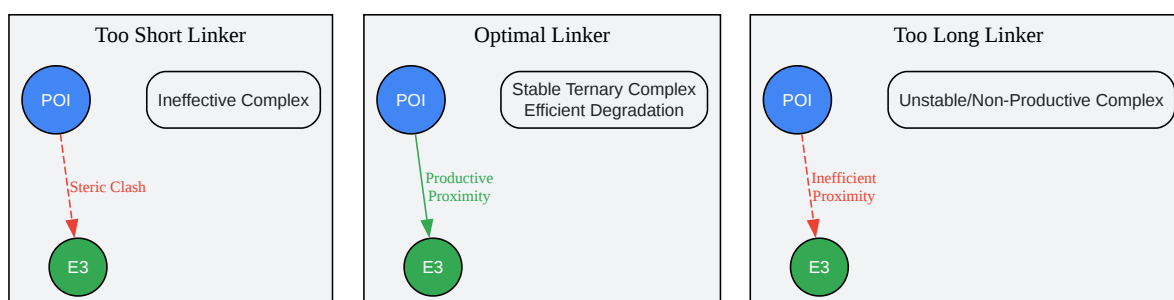 Too Short Linker
POI
Ineffective Complex
Steric Clash
E3
Optimal Linker
POI
Stable Ternary Complex
Efficient Degradation
Productive
Proximity
E3
Too Long Linker
POI
Unstable/Non-Productive Complex
Inefficient
Proximity
E3